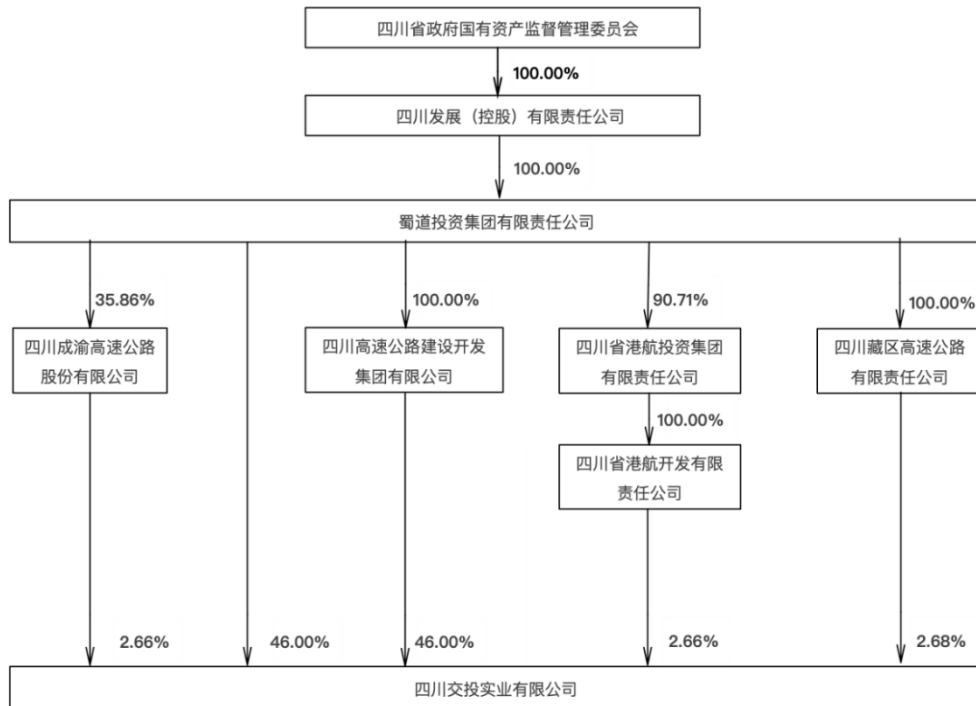 四川省政府国有资产监督管理委员会
100.00%
四川发展（控股）有限责任公司
100.00%
蜀道投资集团有限责任公司
35.86%
100.00%
90.71%
100.00%
四川成渝高速公路
股份有限公司
四川高速公路建设开发
集团有限公司
四川省港航投资集团
有限责任公司
四川藏区高速公路
有限责任公司
100.00%
四川省港航开发有限
责任公司
2.66%
46.00%
46.00%
2.66%
2.68%
四川交投实业有限公司